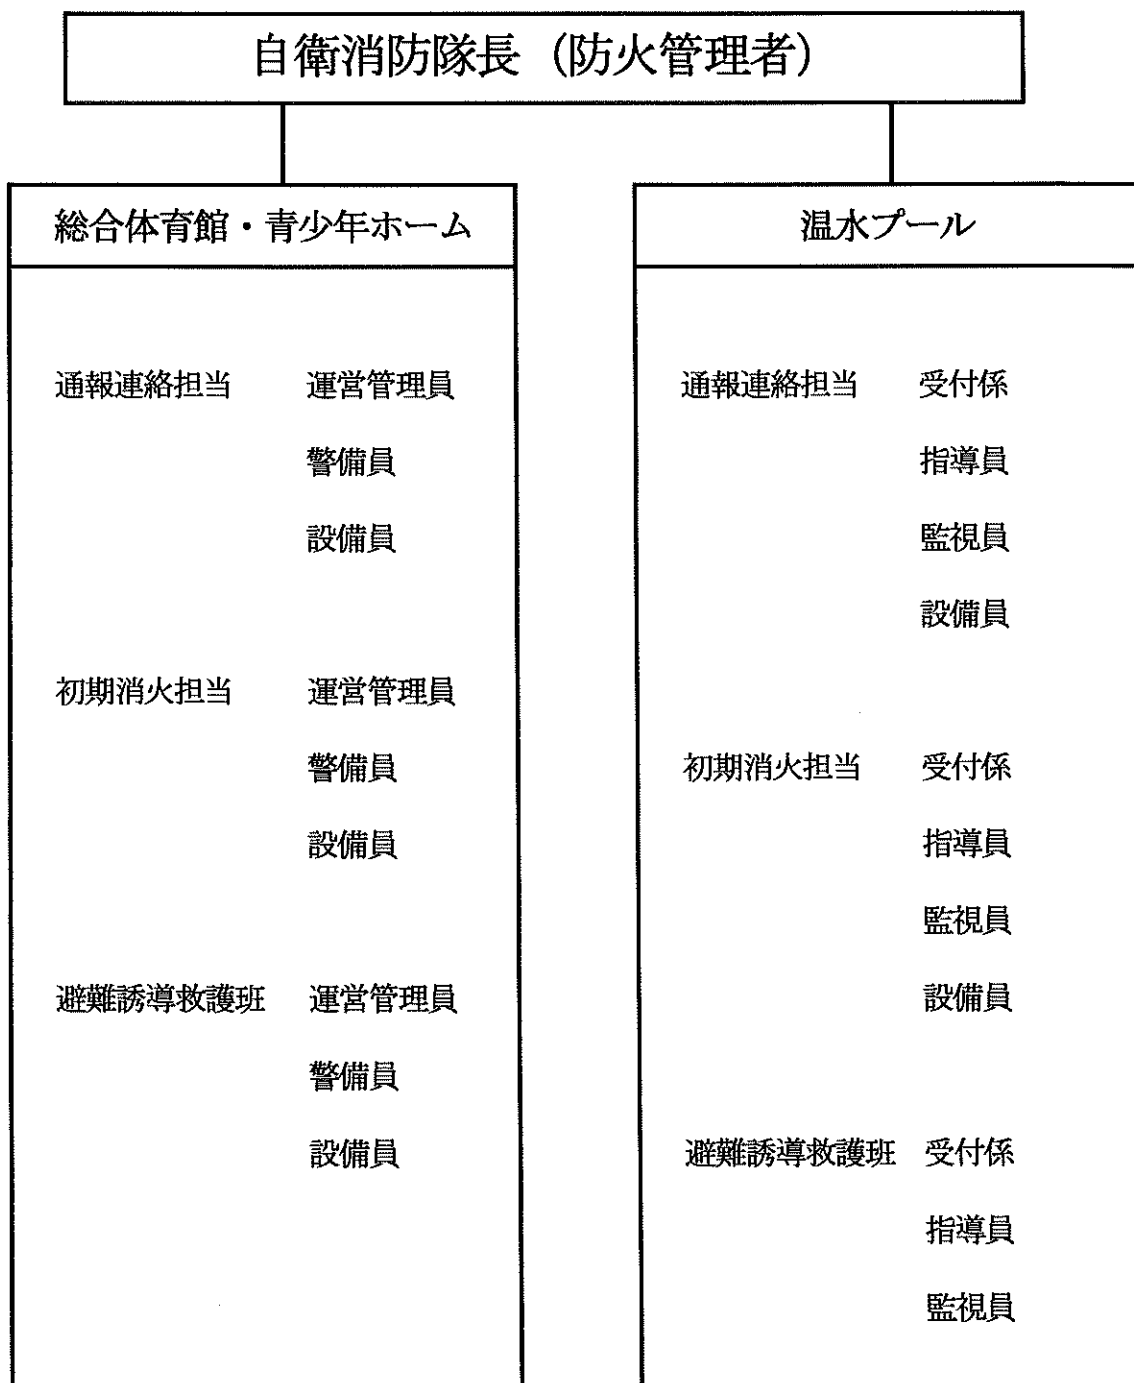 自衛消防隊長（防火管理者）
総合体育館・青少年ホーム
通報連絡担当 運営管理員
警備員
設備員
初期消火担当 運営管理員
警備員
設備員
避難誘導救護班 運営管理員
警備員
設備員
温水プール
通報連絡担当 受付係
指導員
監視員
設備員
初期消火担当 受付係
指導員
監視員
設備員
避難誘導救護班 受付係
指導員
監視員